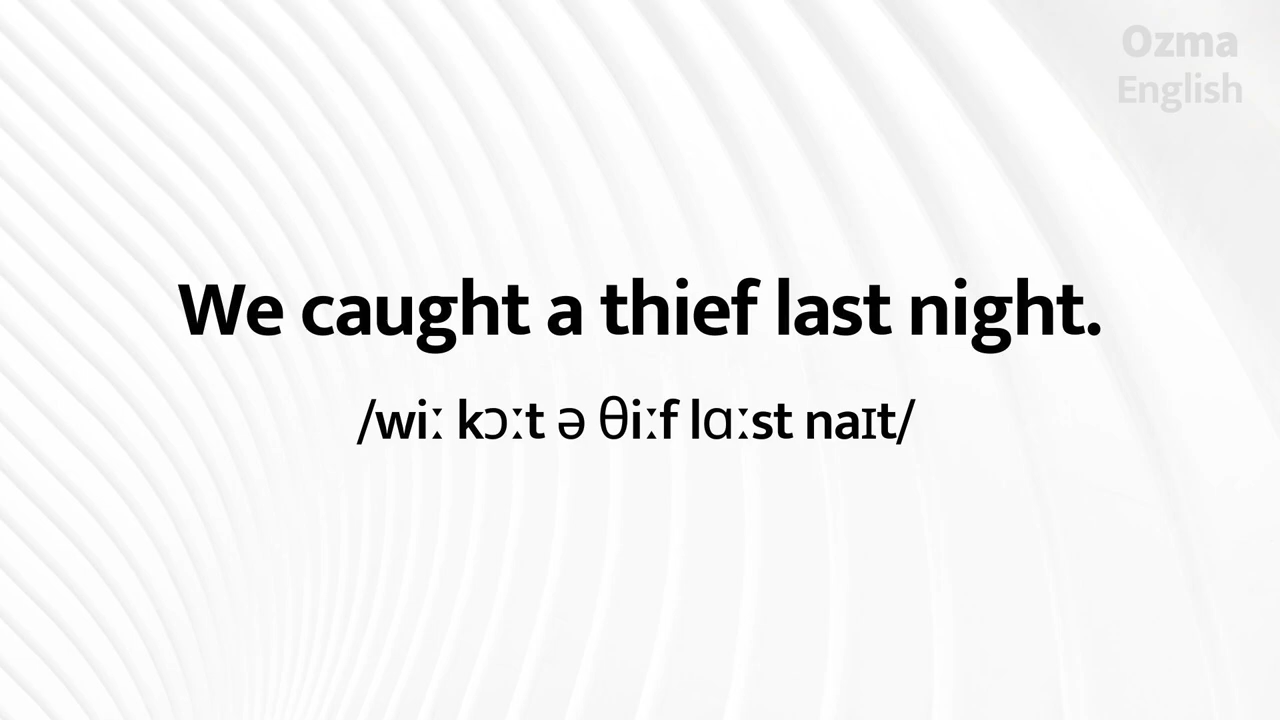 Ozma
English
We caught a thief last night.
/wiː kɔːt ə θiːf lɑːst naɪt/